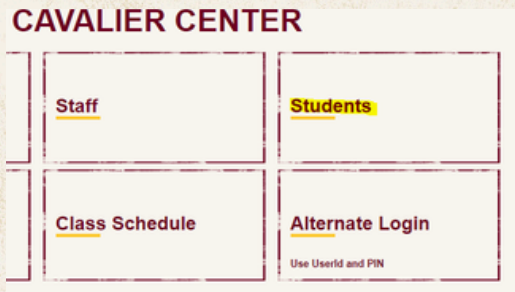 CAVALIER CENTER
Staff
Students
Class Schedule
Alternate Login
Use UserId and PIN